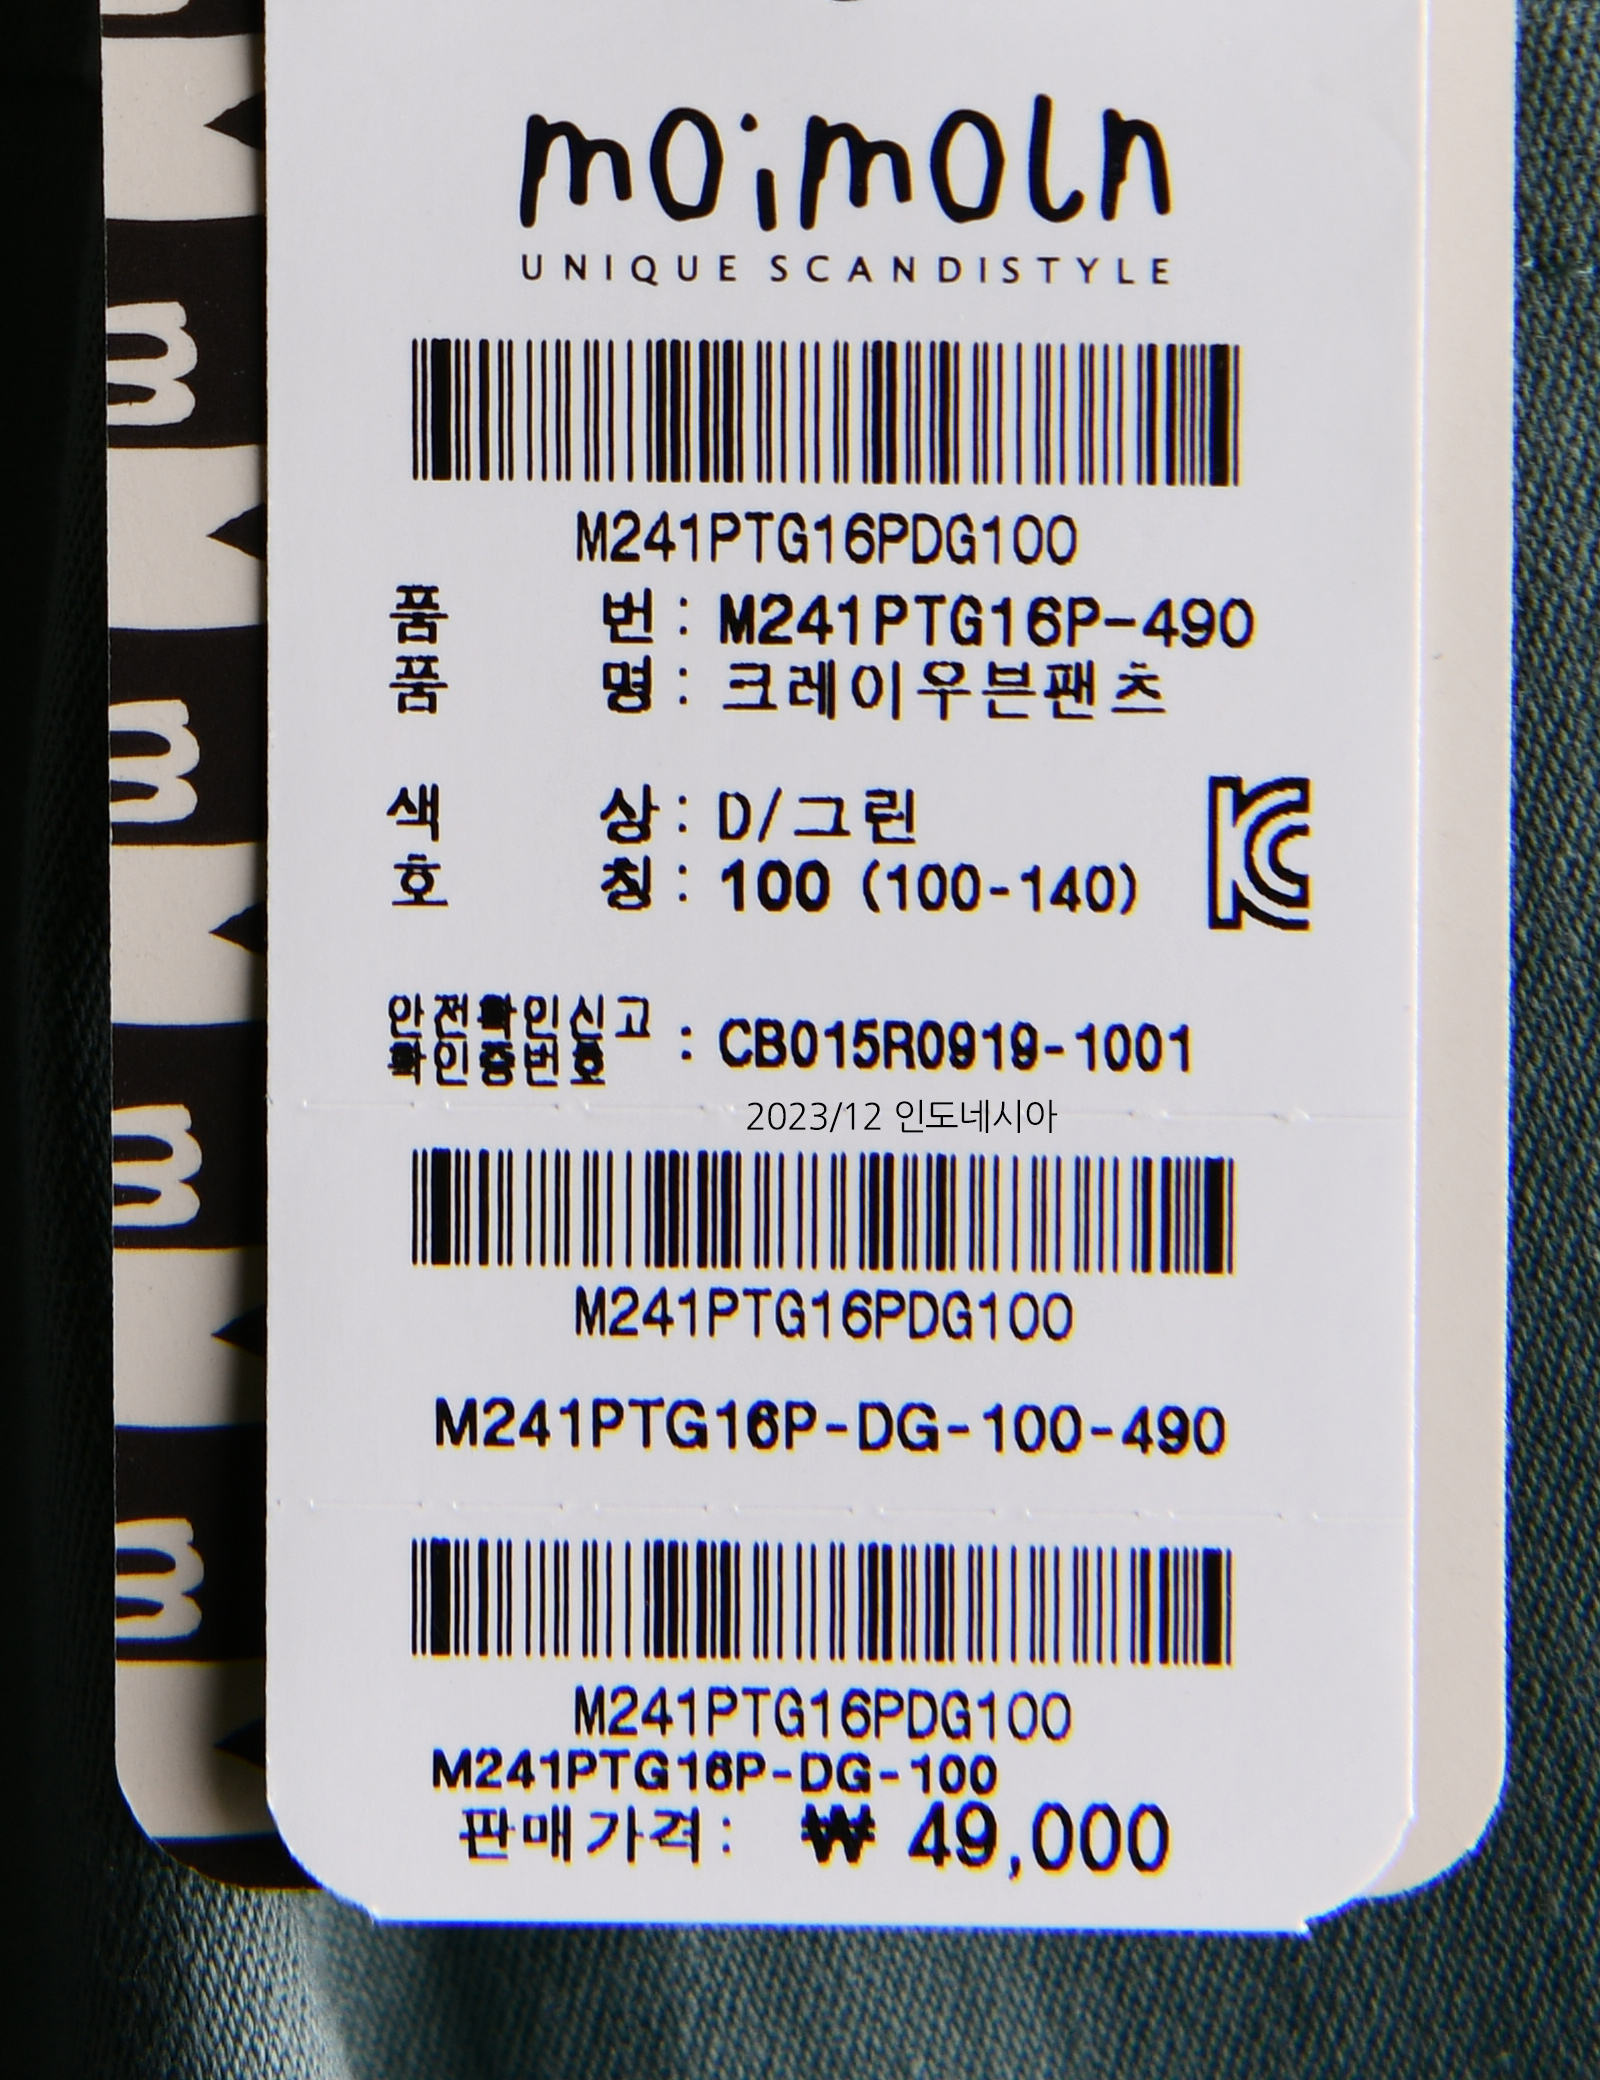 moimoln
UNIQUE SCANDISTYLE
M241PTG16PDG100
품 번 : M241PTG16P-490
품 명 : 크레이우븐팬츠
색 상 : D/그린
호 칭 : 100 (100-140)
안전확인신고
확인증번호 : CB015R0919-1001
2023/12 인도네시아
M241PTG16PDG100
M241PTG16P-DG-100-490
M241PTG16PDG100
M241PTG16P-DG-100
판매가격: ₩ 49,000